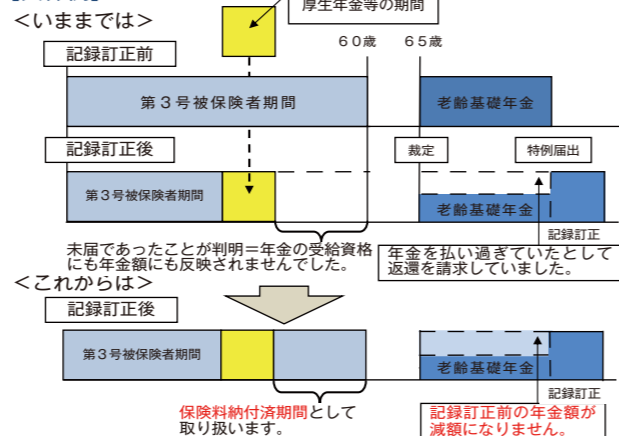 厚生年金等の期間
<いままでは>
記録訂正前
60歳
65歳
第3号被保険者期間
老齢基礎年金
記録訂正後
裁定
特例届出
第3号被保険者期間
老齢基礎年金
記録訂正
未届であったことが判明=年金の受給資格
にも年金額にも反映されませんでした。
年金を払い過ぎていたとして
返還を請求していました。
<これからは>
記録訂正後
第3号被保険者期間
老齢基礎年金
記録訂正
保険料納付済期間として
取り扱います。
記録訂正前の年金額が
減額になりません。